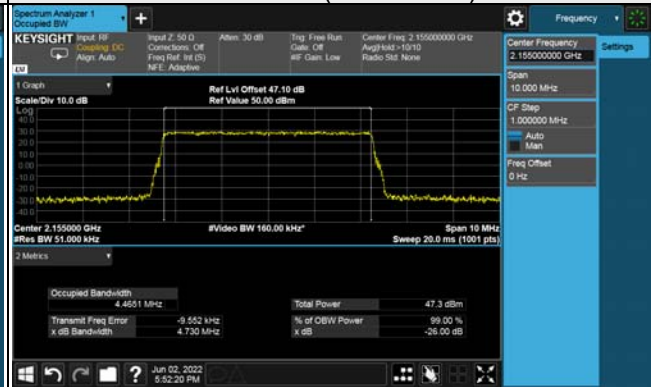 Spectrum Analyzer 1
Occupied BW
Frequency
KEYSIGHT
Input: RF
Coupling: DC
Align: Auto
Input Z: 50 Ω
Corrections: Off
Freq Ref: Int (S)
NFE: Adaptive
Atten: 30 dB
Trig: Free Run
Gate: Off
#IF Gain: Low
Center Freq: 2.155000000 GHz
Avg|Hold:>10/10
Radio Std: None
Center Frequency
2.155000000 GHz
Settings
Span
10.000 MHz
CF Step
1.000000 MHz
Auto
Man
Freq Offset
0 Hz
1 Graph
Scale/Div 10.0 dB
Ref Lvl Offset 47.10 dB
Ref Value 50.00 dBm
Log
40.0
30.0
20.0
10.0
0.00
-10.0
-20.0
-30.0
-40.0
Center 2.155000 GHz
#Res BW 51.000 kHz
#Video BW 160.00 kHz*
Span 10 MHz
Sweep 20.0 ms (1001 pts)
2 Metrics
Occupied Bandwidth
4.4651 MHz
Total Power 47.3 dBm
Transmit Freq Error -9.552 kHz
% of OBW Power 99.00 %
x dB Bandwidth 4.730 MHz
x dB -26.00 dB
Jun 02, 2022
5:52:20 PM